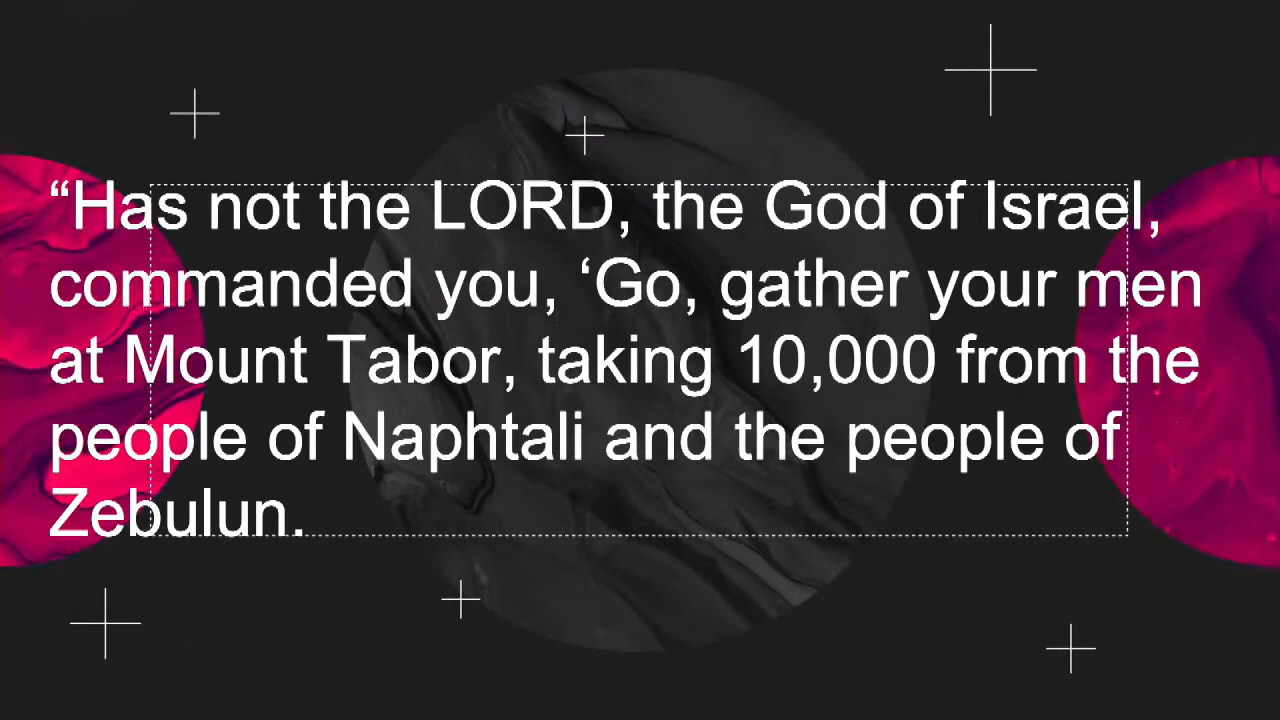 “Has not the LORD, the God of Israel,
commanded you, ‘Go, gather your men
at Mount Tabor, taking 10,000 from the
people of Naphtali and the people of
Zebulun.